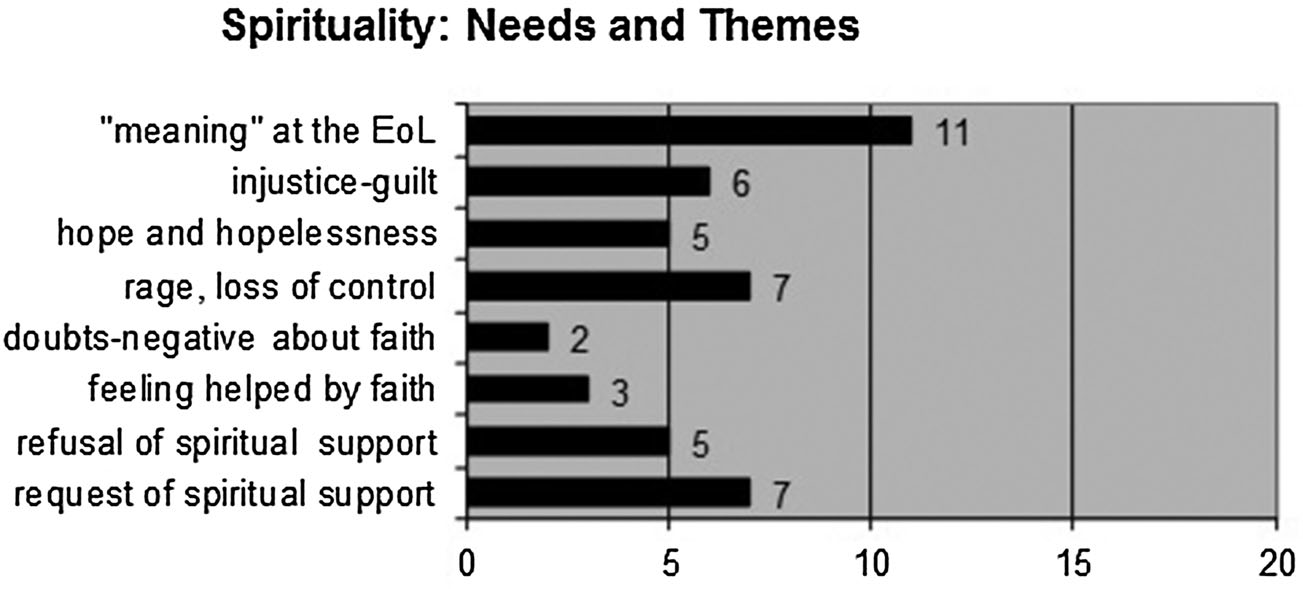 Spirituality: Needs and Themes
"meaning" at the EoL 11
injustice-guilt 6
hope and hopelessness 5
rage, loss of control 7
doubts-negative about faith 2
feeling helped by faith 3
refusal of spiritual support 5
request of spiritual support 7
0 5 10 15 20